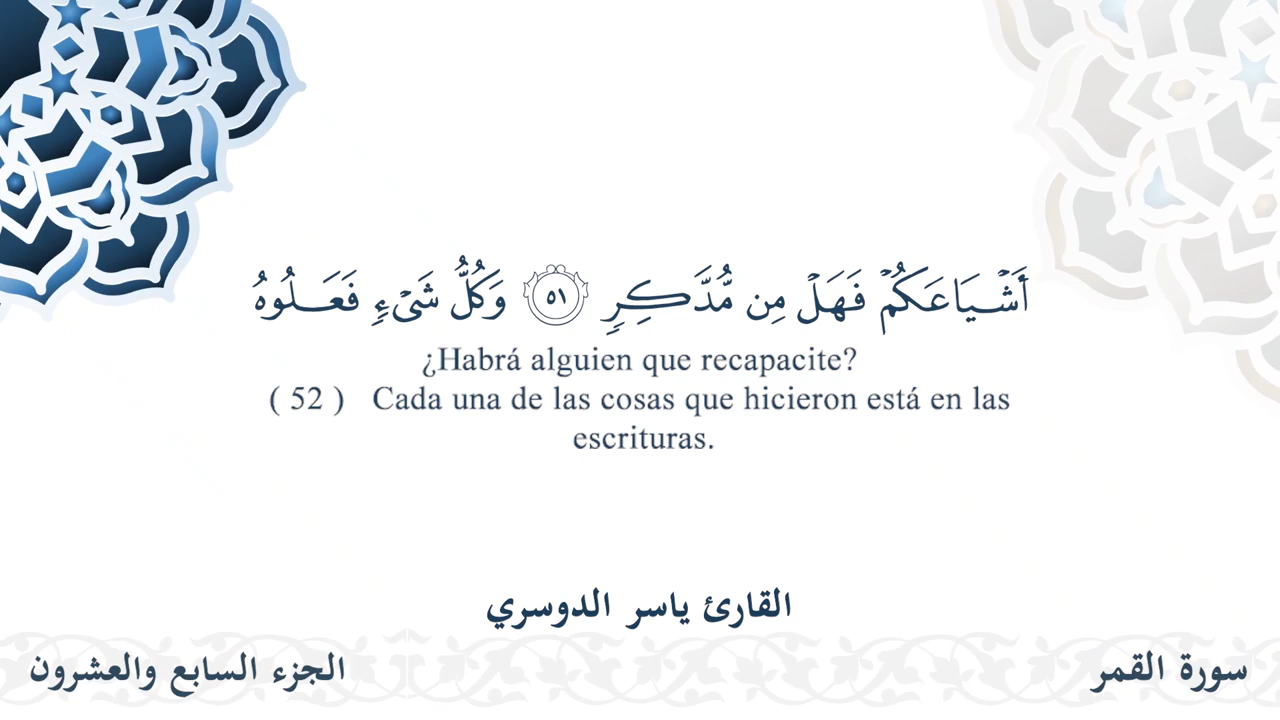 أَشْيَاعَكُمْ فَهَلْ مِن مُّدَّكِرٍ ٥١ وَكُلُّ شَىْءٍ فَعَلُوهُ
¿Habrá alguien que recapacite?
( 52 ) Cada una de las cosas que hicieron está en las
escrituras.
القارئ ياسر الدوسري
سورة القمر
الجزء السابع والعشرون